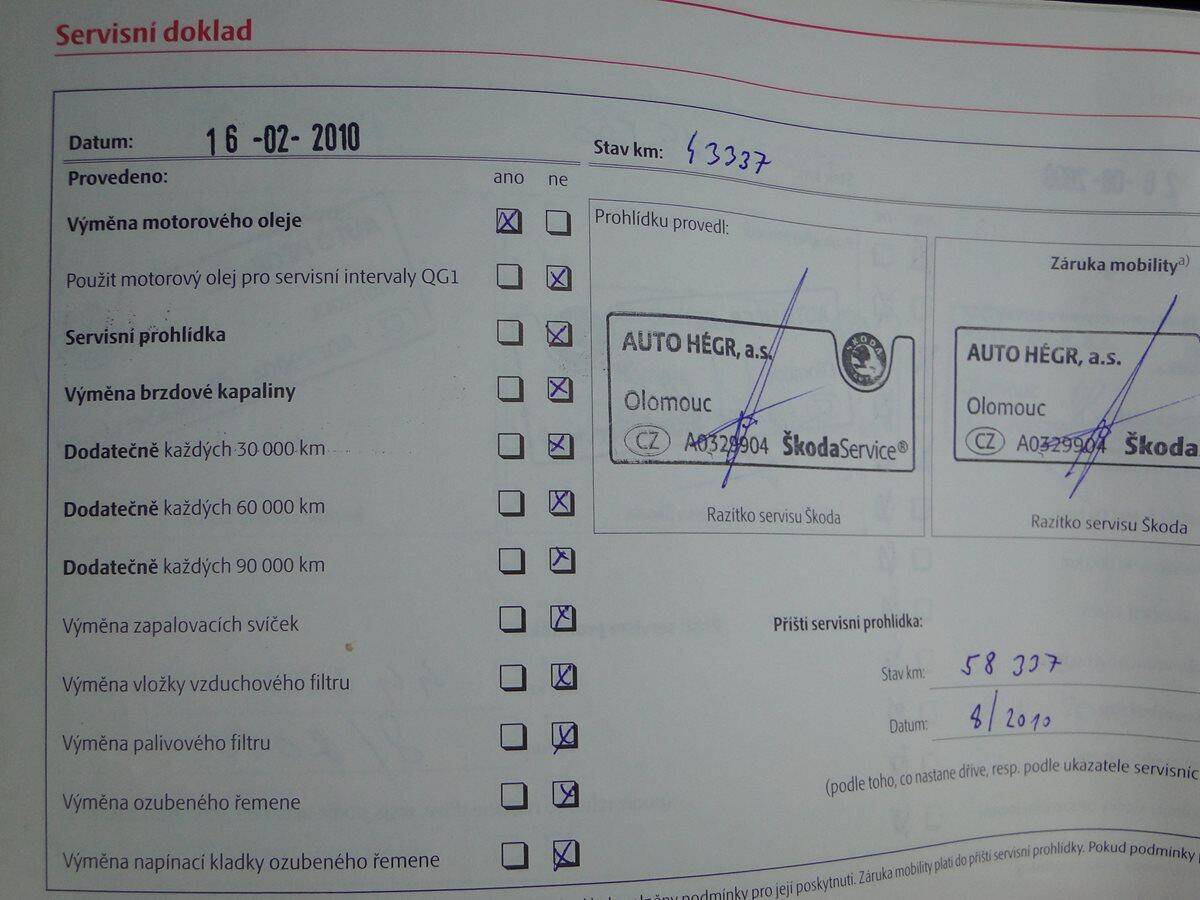 Servisní doklad
Datum: 16 -02- 2010
Stav km: 43337
Provedeno: ano ne
Výměna motorového oleje
Použit motorový olej pro servisní intervaly QG1
Servisní prohlídka
Výměna brzdové kapaliny
Dodatečně každých 30 000 km
Dodatečně každých 60 000 km
Dodatečně každých 90 000 km
Výměna zapalovacích svíček
Výměna vložky vzduchového filtru
Výměna palivového filtru
Výměna ozubeného řemene
Výměna napínací kladky ozubeného řemene
Prohlídku provedl:
AUTO HÉGR, a.s.
ŠKODA
Olomouc
CZ A0329904 ŠkodaService®
Razítko servisu Škoda
Záruka mobility a)
AUTO HÉGR, a.s.
Olomouc
CZ A0329904 Škoda
Razítko servisu Škoda
Příští servisní prohlídka:
Stav km: 58 337
Datum: 8/2010
(podle toho, co nastane dříve, resp. podle ukazatele servisníc
podmínky pro její poskytnutí. Záruka mobility platí do příští servisní prohlídky. Pokud podmínky